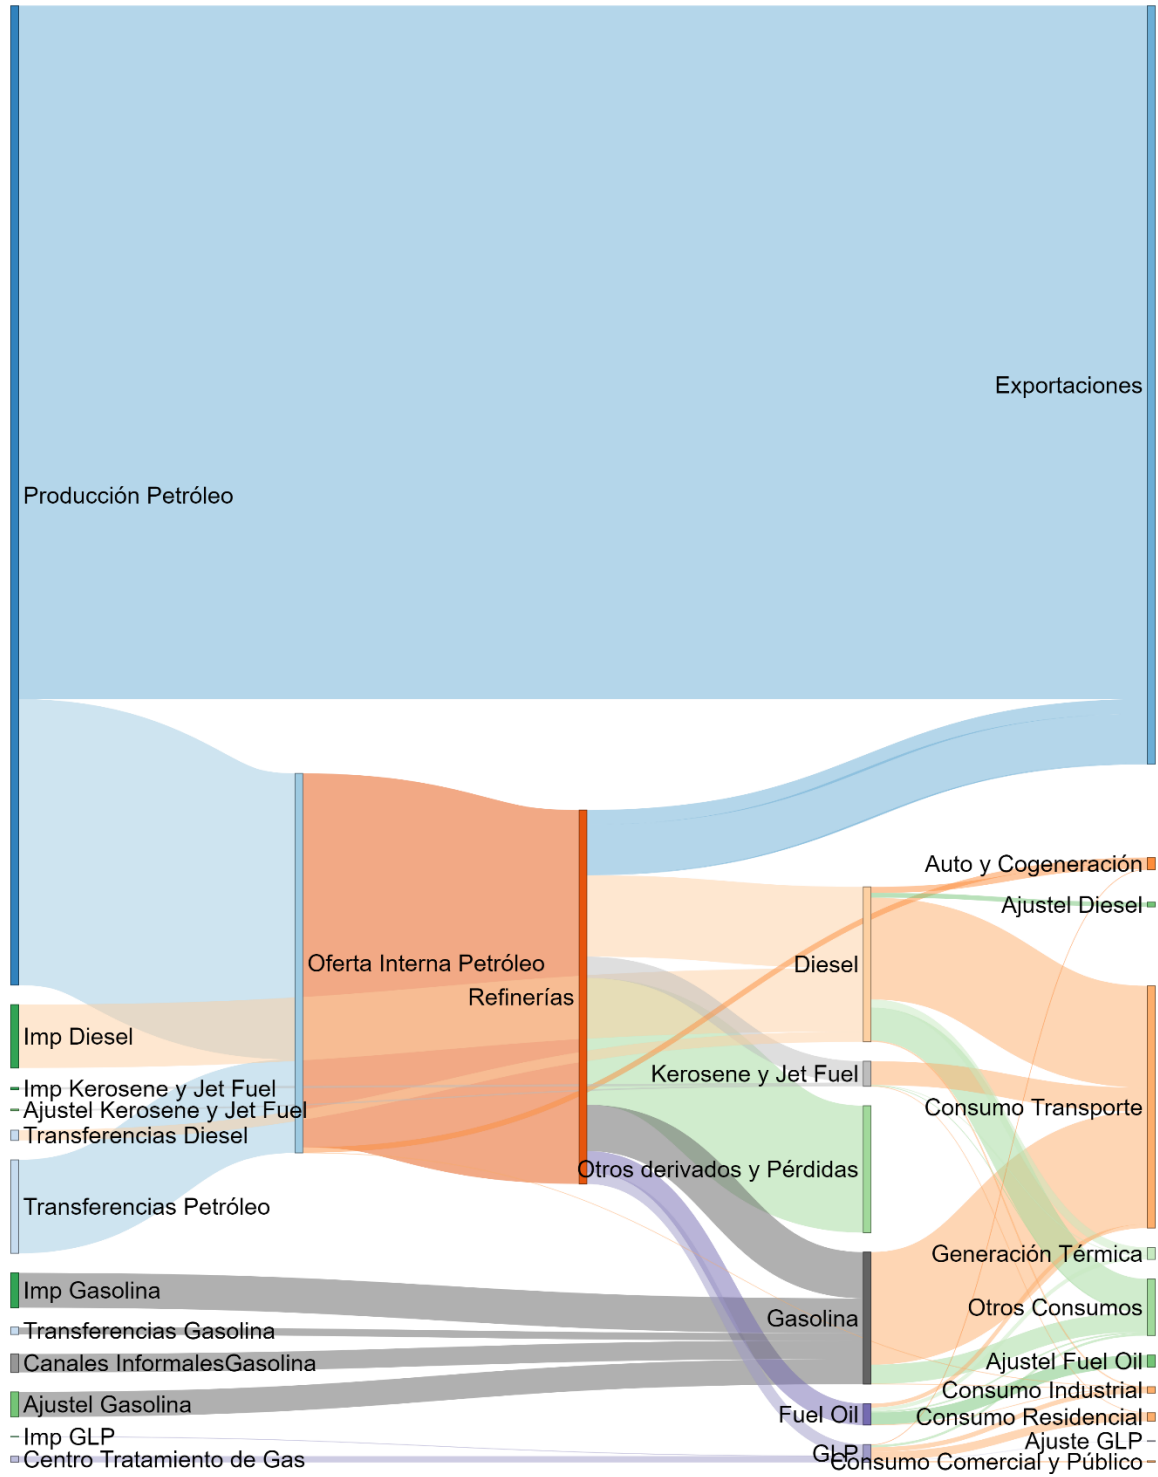 Exportaciones
Producción Petróleo
Auto y Cogeneración
Ajustel Diesel
Oferta Interna Petróleo
Diesel
Refinerías
Imp Diesel
Kerosene y Jet Fuel
Imp Kerosene y Jet Fuel
Ajustel Kerosene y Jet Fuel
Consumo Transporte
Transferencias Diesel
Otros derivados y Pérdidas
Transferencias Petróleo
Generación Térmica
Imp Gasolina
Otros Consumos
Gasolina
Transferencias Gasolina
Canales InformalesGasolina
Ajustel Fuel Oil
Consumo Industrial
Ajustel Gasolina
Fuel Oil
Consumo Residencial
Imp GLP
Ajuste GLP
GLP
Centro Tratamiento de Gas
Consumo Comercial y Público